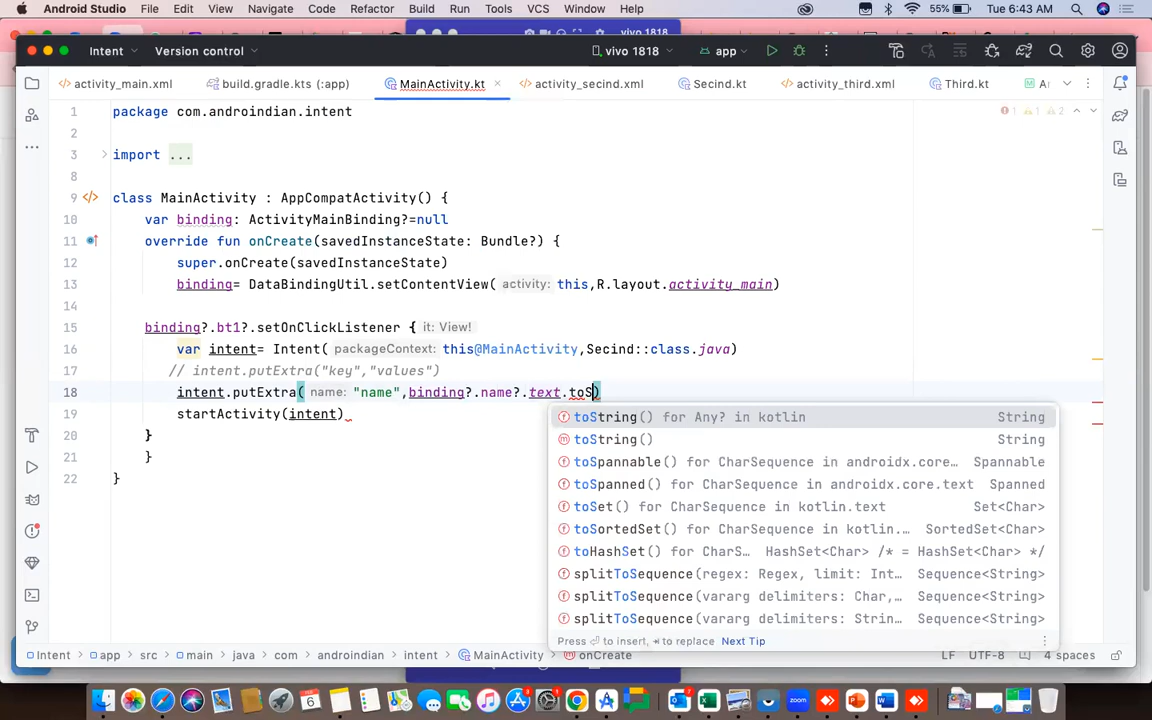 Android Studio File Edit View Navigate Code Refactor Build Run Tools VCS Window Help 55% Tue 6:43 AM
Intent Version control vivo 1818 app
activity_main.xml build.gradle.kts (:app) MainActivity.kt activity_secind.xml Secind.kt activity_third.xml Third.kt
1 package com.androindian.intent 1 1 2
2
3 import ...
8
9 class MainActivity : AppCompatActivity() {
10 var binding: ActivityMainBinding?=null
11 override fun onCreate(savedInstanceState: Bundle?) {
12 super.onCreate(savedInstanceState)
13 binding= DataBindingUtil.setContentView( activity: this,R.layout.activity_main)
14
15 binding?.bt1?.setOnClickListener { it: View!
16 var intent= Intent( packageContext: this@MainActivity,Secind::class.java)
17 // intent.putExtra("key","values")
18 intent.putExtra( name: "name",binding?.name?.text.toS)
19 startActivity(intent)
20 }
21 }
22 }
toString() for Any? in kotlin String
toString() String
toSpannable() for CharSequence in androidx.core… Spannable
toSpanned() for CharSequence in androidx.core.text Spanned
toSet() for CharSequence in kotlin.text Set<Char>
toSortedSet() for CharSequence in kotlin.... SortedSet<Char>
toHashSet() for CharS… HashSet<Char> /* = HashSet<Char> */
splitToSequence(regex: Regex, limit: Int… Sequence<String>
splitToSequence(vararg delimiters: Char,… Sequence<String>
splitToSequence(vararg delimiters: Strin… Sequence<String>
Press ⏎ to insert, ⇥ to replace Next Tip
Intent app src main java com androindian intent MainActivity onCreate LF UTF-8 4 spaces